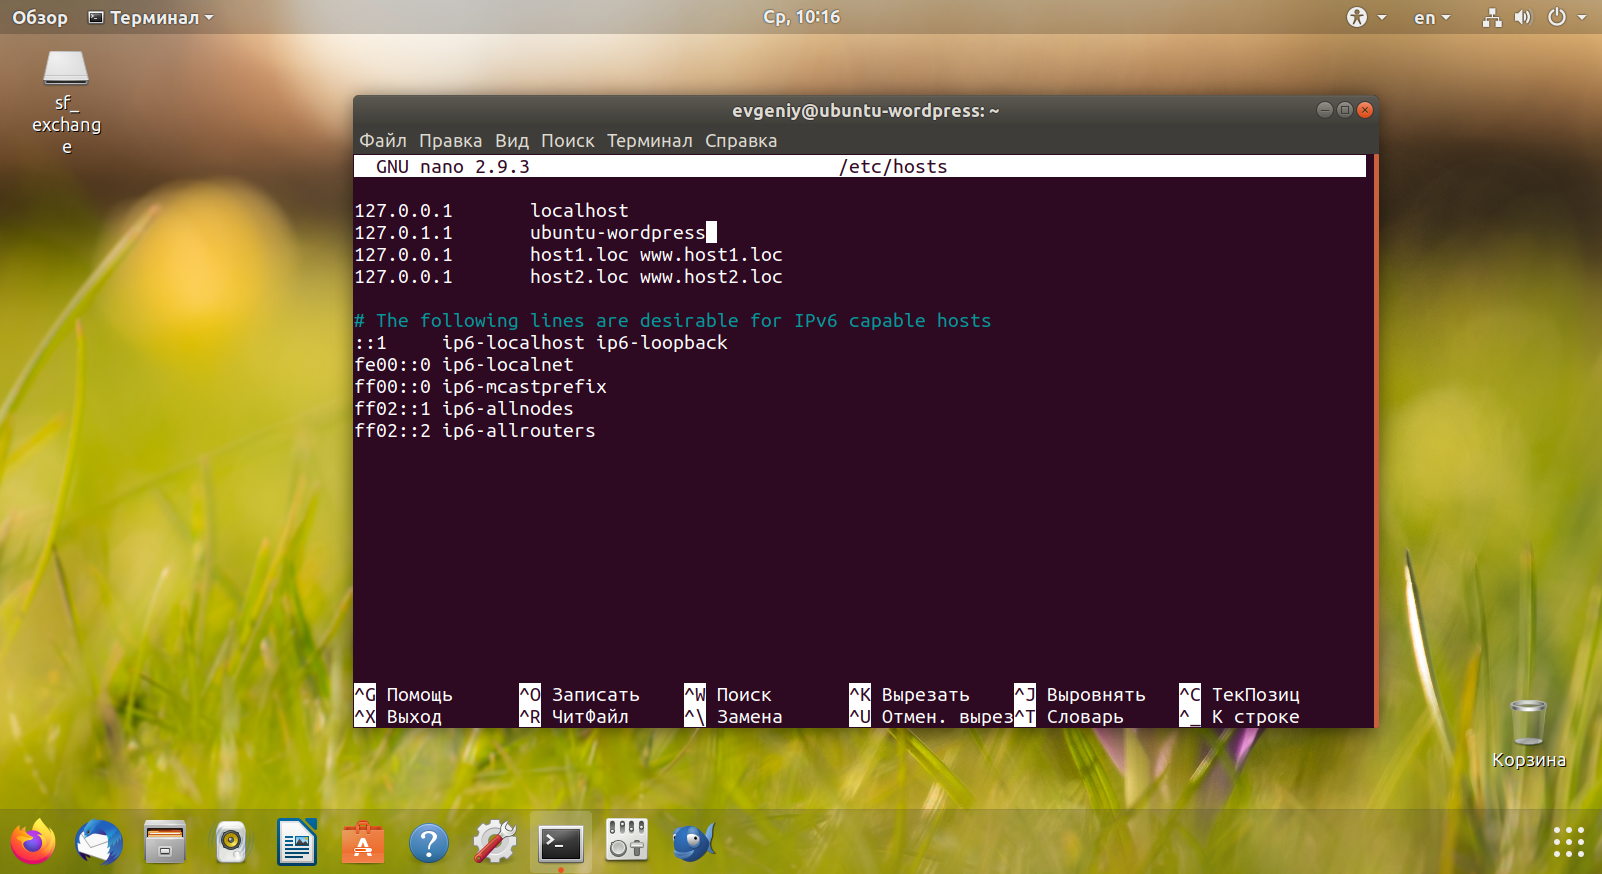 Обзор Терминал Ср, 10:16 en
sf_
exchang
e
evgeniy@ubuntu-wordpress: ~
Файл Правка Вид Поиск Терминал Справка
GNU nano 2.9.3 /etc/hosts
127.0.0.1 localhost
127.0.1.1 ubuntu-wordpress
127.0.0.1 host1.loc www.host1.loc
127.0.0.1 host2.loc www.host2.loc
# The following lines are desirable for IPv6 capable hosts
::1 ip6-localhost ip6-loopback
fe00::0 ip6-localnet
ff00::0 ip6-mcastprefix
ff02::1 ip6-allnodes
ff02::2 ip6-allrouters
^G Помощь ^O Записать ^W Поиск ^K Вырезать ^J Выровнять ^C ТекПозиц
^X Выход ^R ЧитФайл ^\ Замена ^U Отмен. вырез^T Словарь ^_ К строке
Корзина